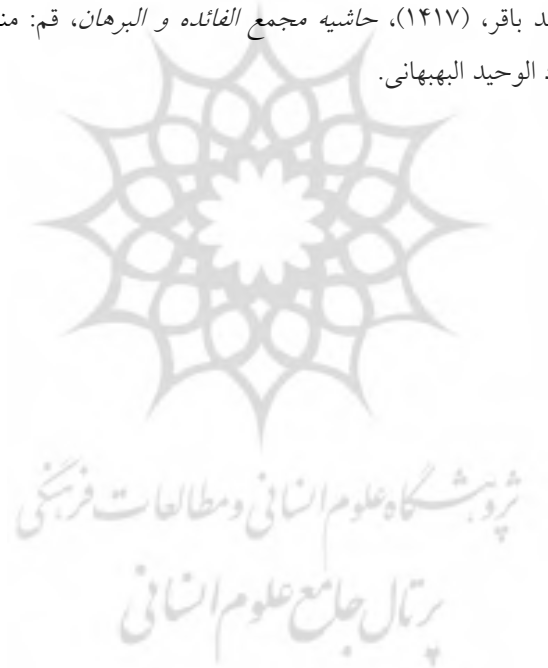 د باقر، (۱۴۱۷)، حاشیه مجمع الفائده و البرهان، قم:
د الوحید البهبهانی.
پژوهشگاه علوم انسانی و مطالعات فرهنگی
پرتال جامع علوم انسانی